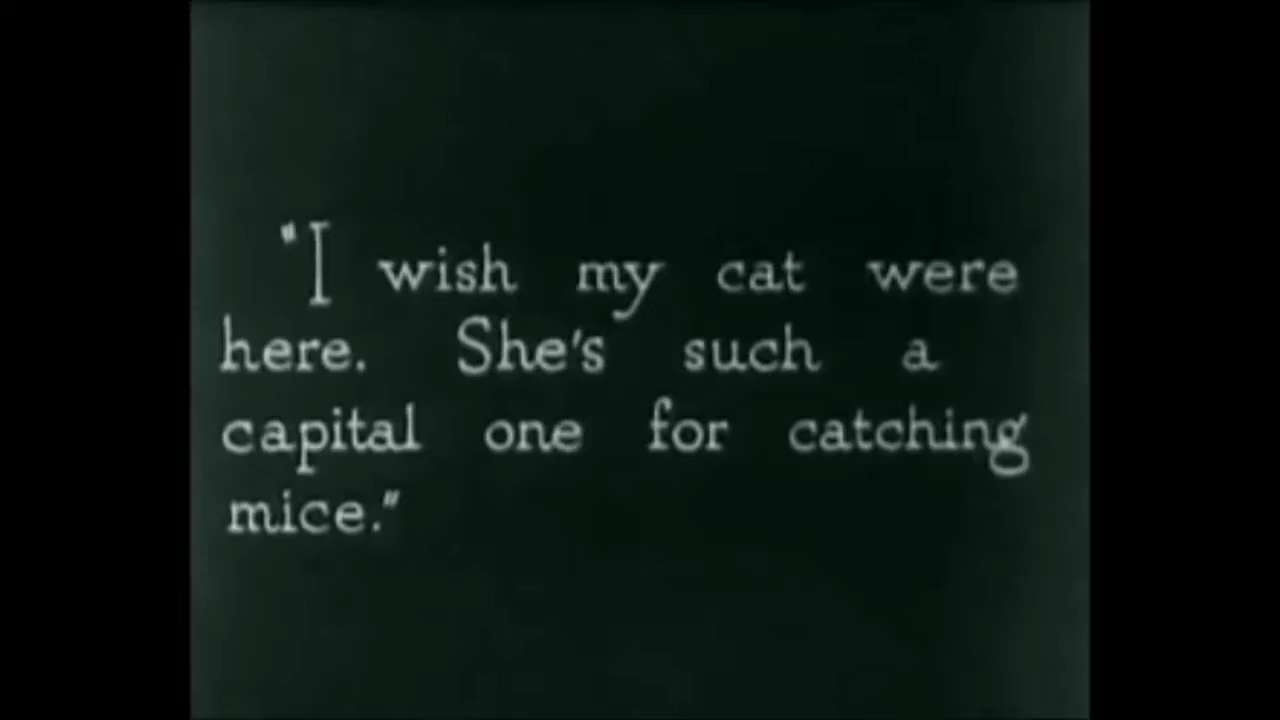 "I wish my cat were
here. She's such a
capital one for catching
mice."